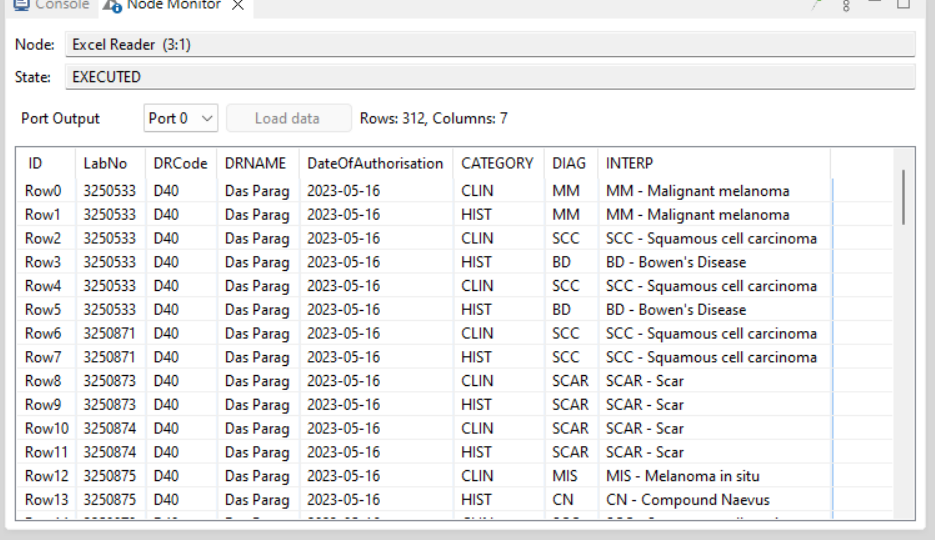 Console Node Monitor
Node: Excel Reader (3:1)
State: EXECUTED
Port Output Port 0 Load data Rows: 312, Columns: 7
ID LabNo DRCode DRNAME DateOfAuthorisation CATEGORY DIAG INTERP
Row0 3250533 D40 Das Parag 2023-05-16 CLIN MM MM - Malignant melanoma
Row1 3250533 D40 Das Parag 2023-05-16 HIST MM MM - Malignant melanoma
Row2 3250533 D40 Das Parag 2023-05-16 CLIN SCC SCC - Squamous cell carcinoma
Row3 3250533 D40 Das Parag 2023-05-16 HIST BD BD - Bowen's Disease
Row4 3250533 D40 Das Parag 2023-05-16 CLIN SCC SCC - Squamous cell carcinoma
Row5 3250533 D40 Das Parag 2023-05-16 HIST BD BD - Bowen's Disease
Row6 3250871 D40 Das Parag 2023-05-16 CLIN SCC SCC - Squamous cell carcinoma
Row7 3250871 D40 Das Parag 2023-05-16 HIST SCC SCC - Squamous cell carcinoma
Row8 3250873 D40 Das Parag 2023-05-16 CLIN SCAR SCAR - Scar
Row9 3250873 D40 Das Parag 2023-05-16 HIST SCAR SCAR - Scar
Row10 3250874 D40 Das Parag 2023-05-16 CLIN SCAR SCAR - Scar
Row11 3250874 D40 Das Parag 2023-05-16 HIST SCAR SCAR - Scar
Row12 3250875 D40 Das Parag 2023-05-16 CLIN MIS MIS - Melanoma in situ
Row13 3250875 D40 Das Parag 2023-05-16 HIST CN CN - Compound Naevus